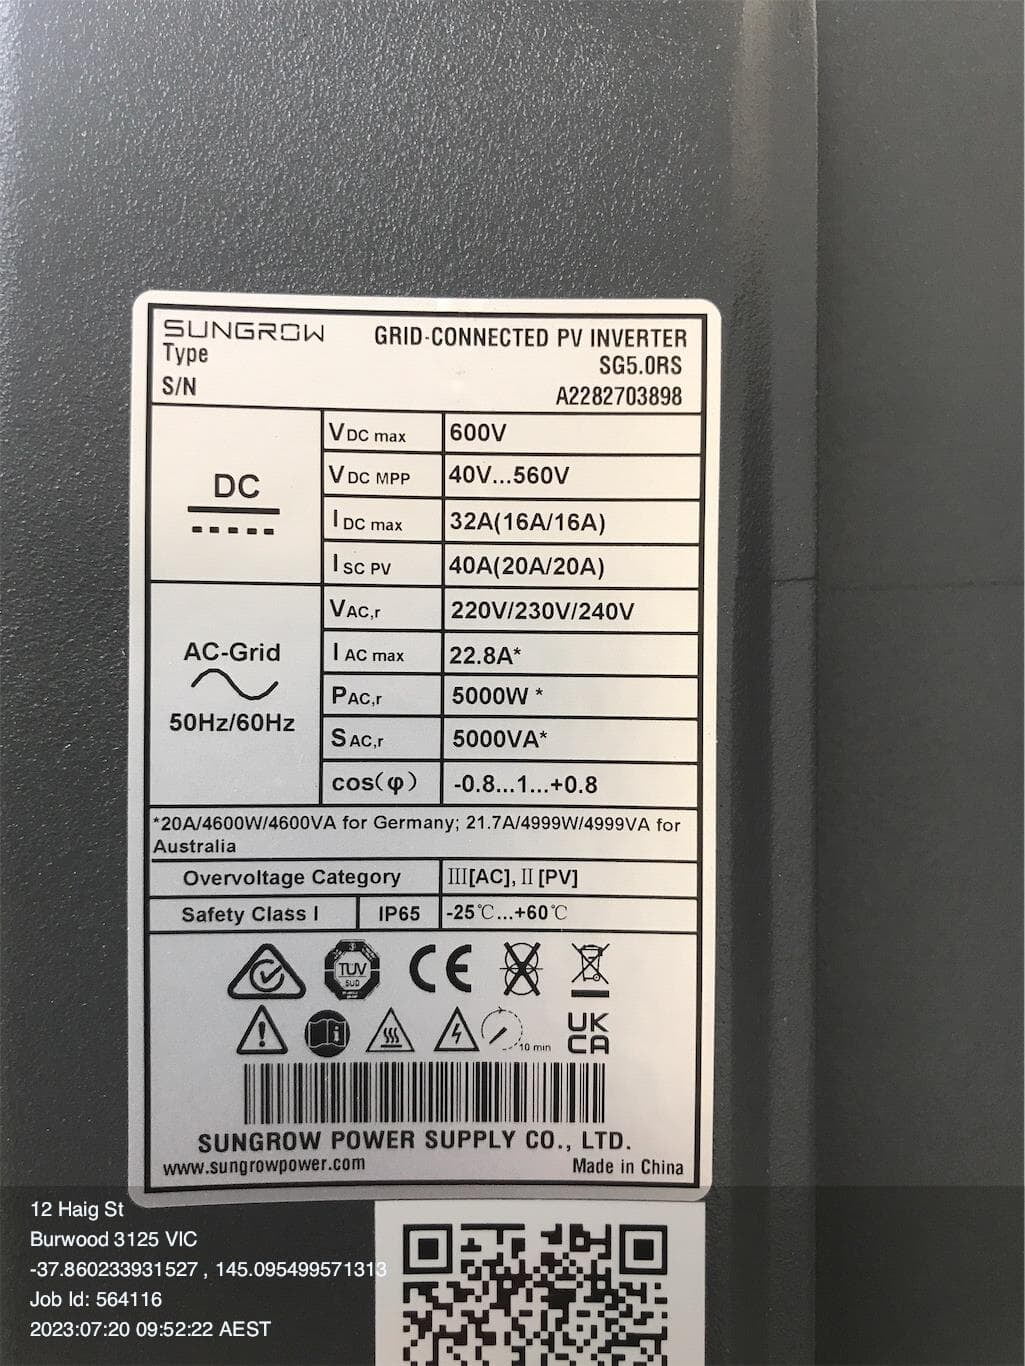 SUNGROW GRID-CONNECTED PV INVERTER
Type SG5.0RS
S/N A2282703898
DC
VDC max 600V
VDC MPP 40V...560V
IDC max 32A(16A/16A)
ISC PV 40A(20A/20A)
AC-Grid
50Hz/60Hz
VAC,r 220V/230V/240V
IAC max 22.8A*
PAC,r 5000W *
SAC,r 5000VA*
cos(φ) -0.8...1...+0.8
*20A/4600W/4600VA for Germany; 21.7A/4999W/4999VA for
Australia
Overvoltage Category III[AC], II [PV]
Safety Class I IP65 -25℃...+60℃
TUV
SUD
CE
10 min
UK
CA
SUNGROW POWER SUPPLY CO., LTD.
www.sungrowpower.com Made in China
12 Haig St
Burwood 3125 VIC
-37.860233931527 , 145.095499571313
Job Id: 564116
2023:07:20 09:52:22 AEST